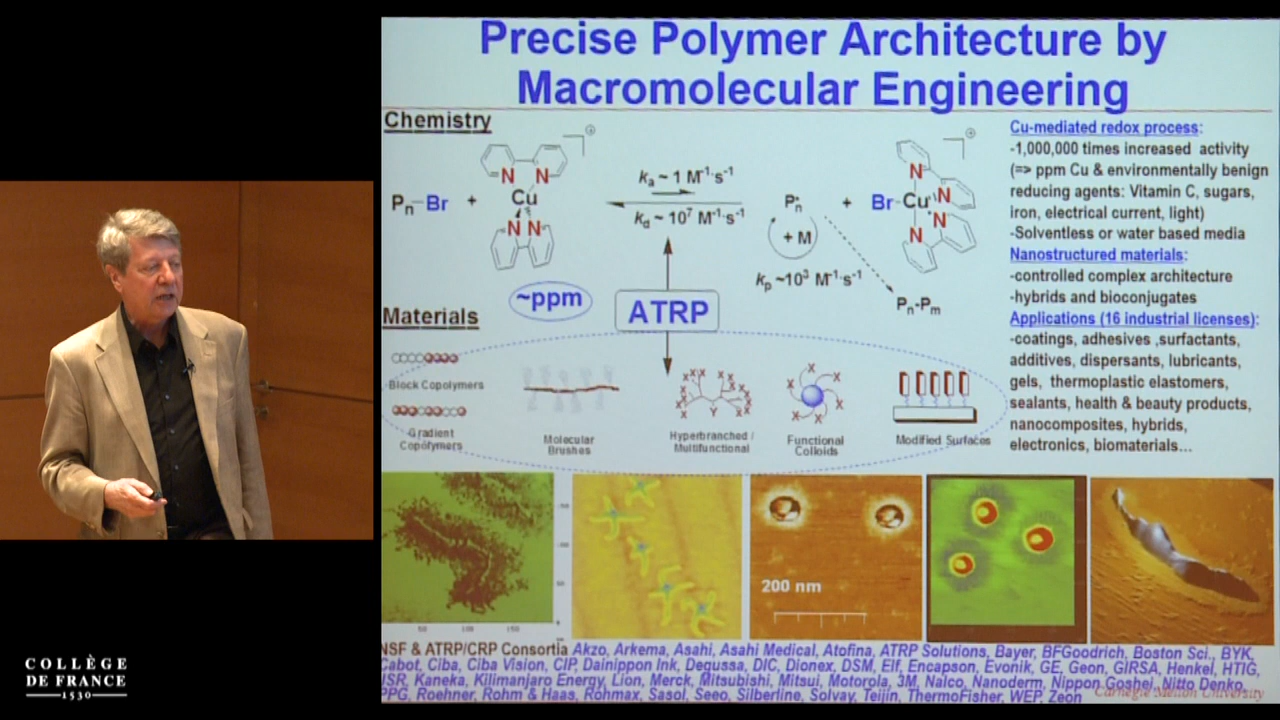 Precise Polymer Architecture by
Macromolecular Engineering
Chemistry
Pn-Br + N N Cu N N ⊕
ka ~ 1 M-1·s-1
kd ~ 10^7 M-1·s-1
Pn + Br-Cu N N N N ⊕
+ M
kp ~10^3 M-1·s-1
Pn-Pm
~ppm
ATRP
Materials
Block Copolymers
Gradient
Copolymers
Molecular
Brushes
Hyperbranched /
Multifunctional
Functional
Colloids
Modified Surfaces
Cu-mediated redox process:
-1,000,000 times increased activity
(=> ppm Cu & environmentally benign
reducing agents: Vitamin C, sugars,
iron, electrical current, light)
-Solventless or water based media
Nanostructured materials:
-controlled complex architecture
-hybrids and bioconjugates
Applications (16 industrial licenses):
-coatings, adhesives ,surfactants,
additives, dispersants, lubricants,
gels, thermoplastic elastomers,
sealants, health & beauty products,
nanocomposites, hybrids,
electronics, biomaterials...
50 100 150
200 nm
NSF & ATRP/CRP Consortia Akzo, Arkema, Asahi, Asahi Medical, Atofina, ATRP Solutions, Bayer, BFGoodrich, Boston Sci., BYK,
Cabot, Ciba, Ciba Vision, CIP, Dainippon Ink, Degussa, DIC, Dionex, DSM, Elf, Encapson, Evonik, GE, Geon, GIRSA, Henkel, HTIG,
JSR, Kaneka, Kilimanjaro Energy, Lion, Merck, Mitsubishi, Mitsui, Motorola, 3M, Nalco, Nanoderm, Nippon Goshei, Nitto Denko,
PPG, Roehner, Rohm & Haas, Rohmax, Sasol, Seeo, Silberline, Solvay, Teijin, ThermoFisher, WEP, Zeon
Carnegie Mellon University
COLLÈGE
DE FRANCE
1530